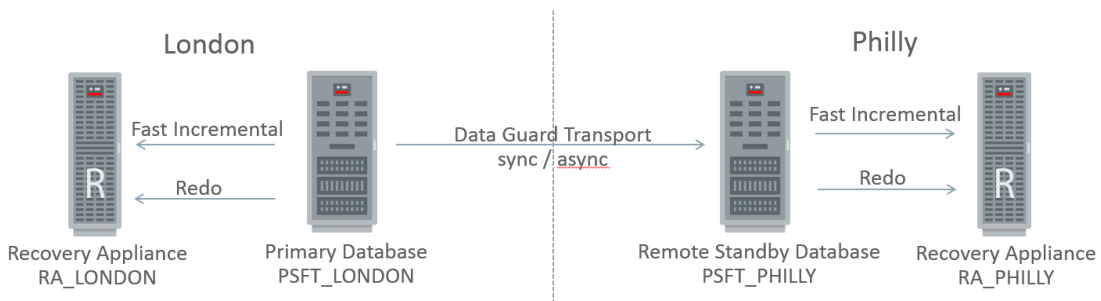 London
Philly
Fast Incremental
Redo
R
Recovery Appliance
RA_LONDON
Primary Database
PSFT_LONDON
Data Guard Transport
sync / async
Fast Incremental
Redo
R
Remote Standby Database
PSFT_PHILLY
Recovery Appliance
RA_PHILLY